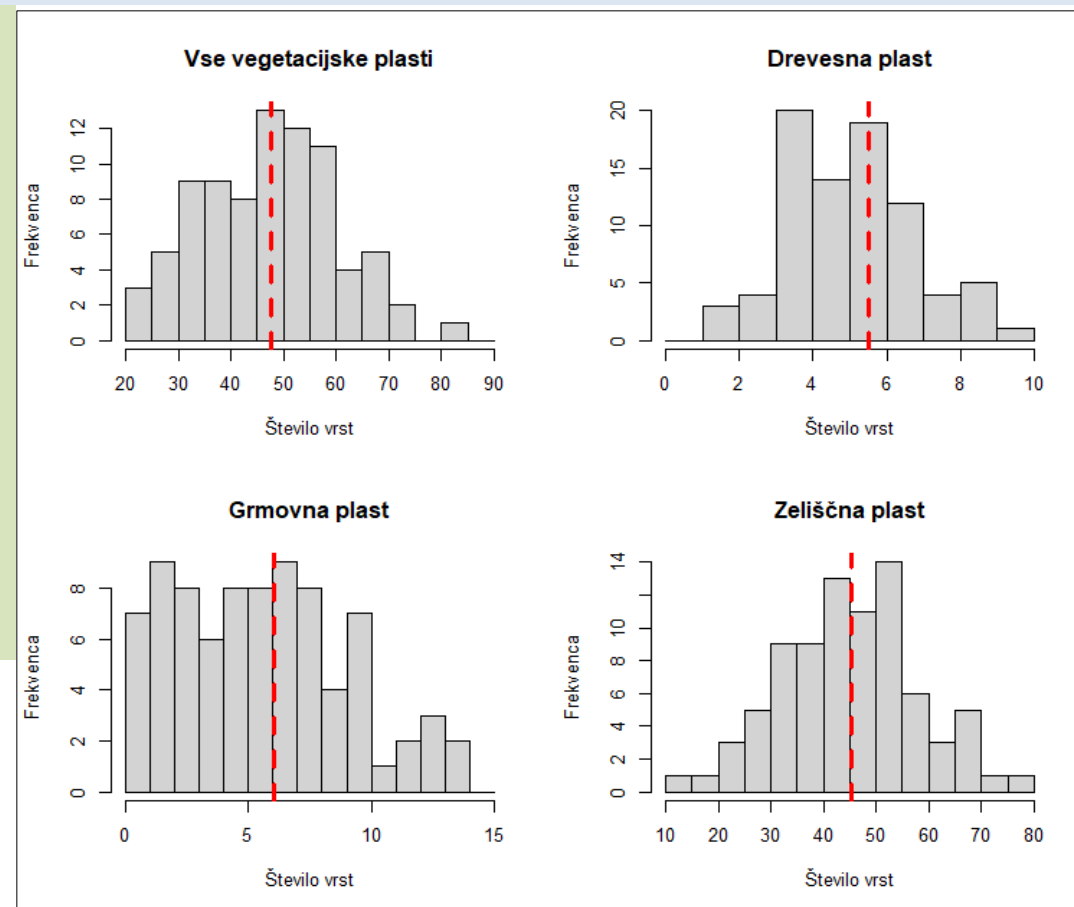 Vse vegetacijske plasti
Frekvenca
0 2 4 6 8 10 12
20 30 40 50 60 70 80 90
Število vrst
Drevesna plast
Frekvenca
0 5 10 15 20
0 2 4 6 8 10
Število vrst
Grmovna plast
Frekvenca
0 2 4 6 8
0 5 10 15
Število vrst
Zeliščna plast
Frekvenca
0 2 4 6 8 10 14
10 20 30 40 50 60 70 80
Število vrst